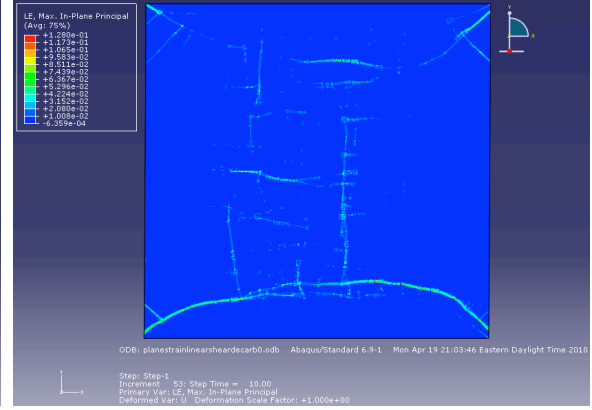 LE, Max. In-Plane Principal
(Avg: 75%)
+1.280e-01
+1.173e-01
+1.065e-01
+9.583e-02
+8.511e-02
+7.439e-02
+6.367e-02
+5.296e-02
+4.224e-02
+3.152e-02
+2.080e-02
+1.008e-02
-6.359e-04
Y
X
ODB: planestrainlinearsheardecarb0.odb Abaqus/Standard 6.9-1 Mon Apr 19 21:03:46 Eastern Daylight Time 2010
Y
X
Step: Step-1
Increment 53: Step Time = 10.00
Primary Var: LE, Max. In-Plane Principal
Deformed Var: U Deformation Scale Factor: +1.000e+00